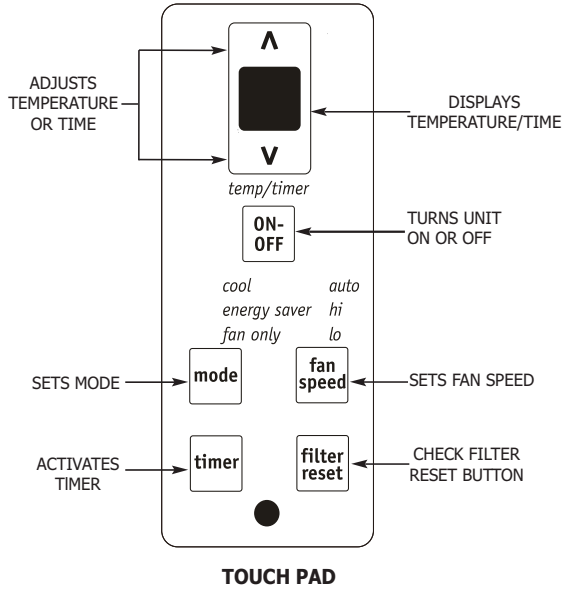 ADJUSTS
TEMPERATURE
OR TIME
∧
∨
DISPLAYS
TEMPERATURE/TIME
temp/timer
ON-
OFF
TURNS UNIT
ON OR OFF
cool auto
energy saver hi
fan only lo
SETS MODE
mode
fan
speed
SETS FAN SPEED
ACTIVATES
TIMER
timer
filter
reset
CHECK FILTER
RESET BUTTON
TOUCH PAD